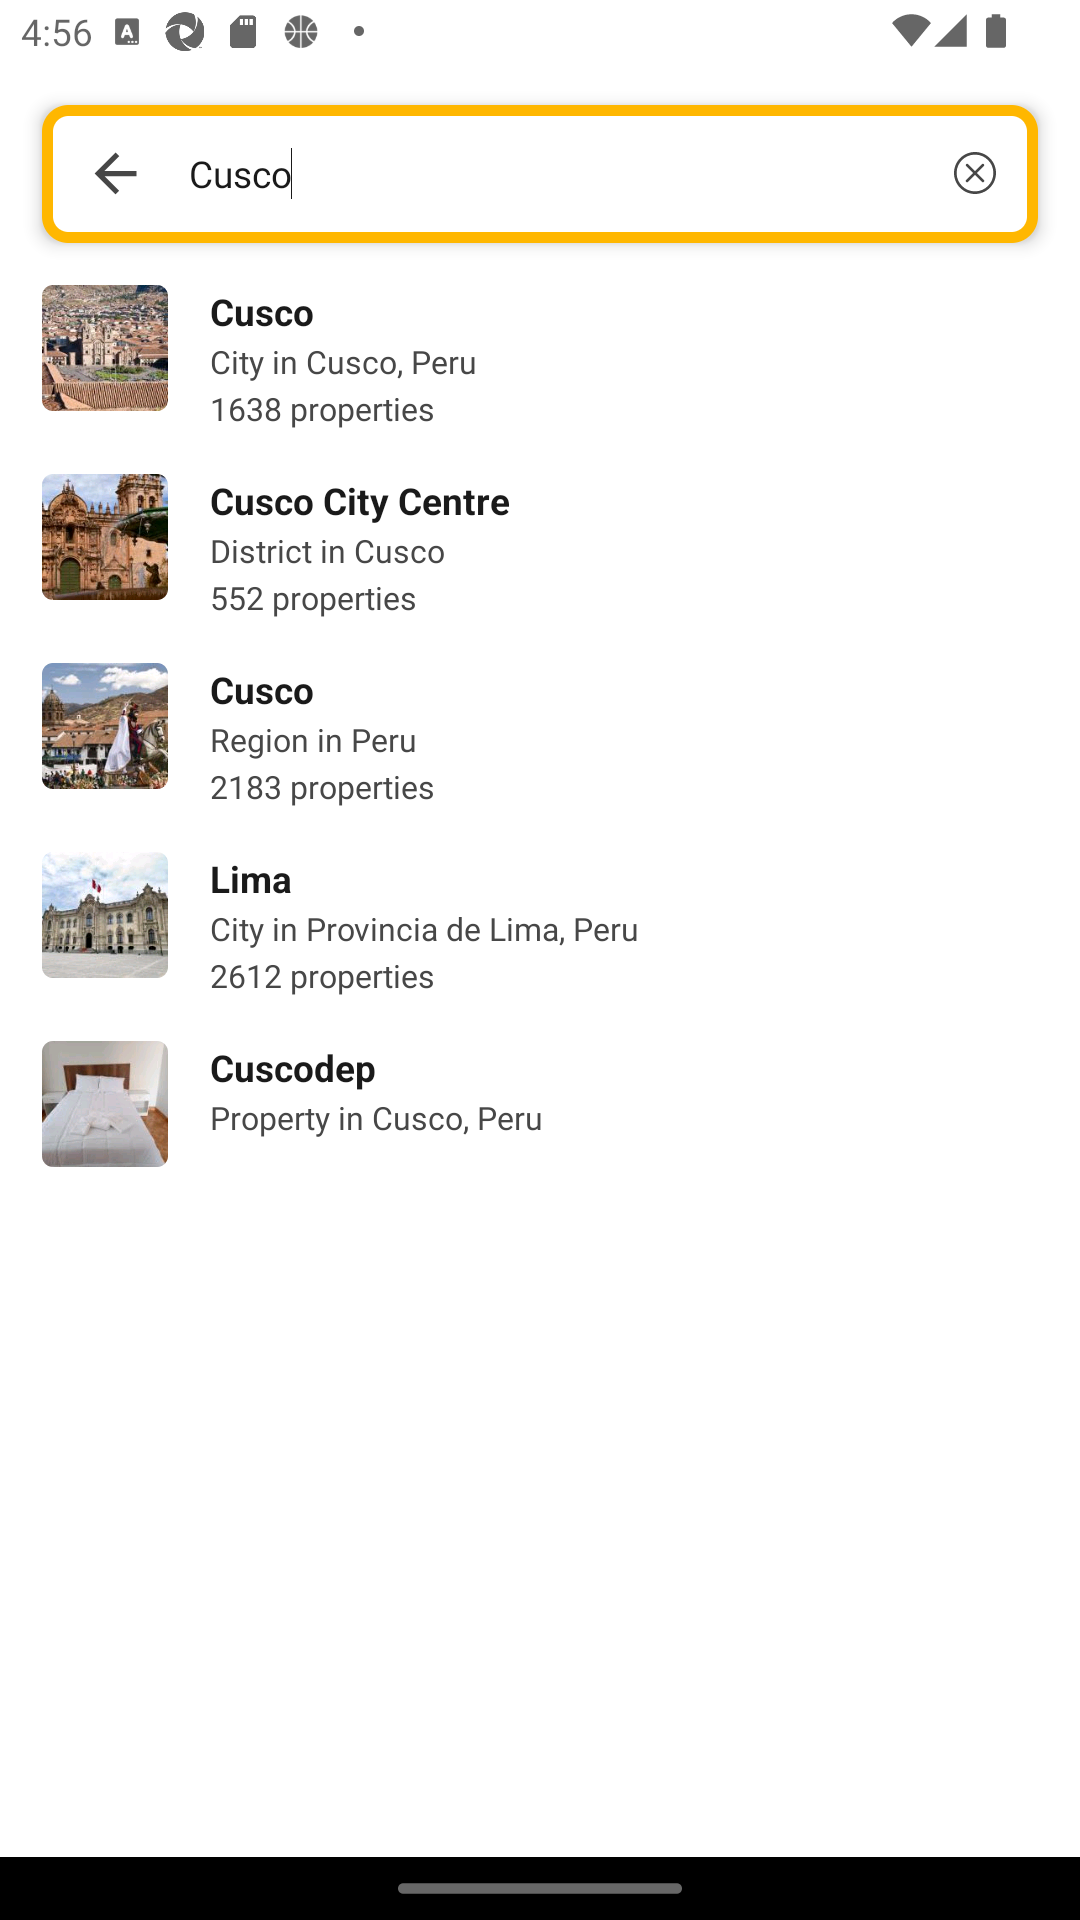 4:56
Cusco
Cusco
City in Cusco, Peru
1638 properties
Cusco City Centre
District in Cusco
552 properties
Cusco
Region in Peru
2183 properties
Lima
City in Provincia de Lima, Peru
2612 properties
Cuscodep
Property in Cusco, Peru